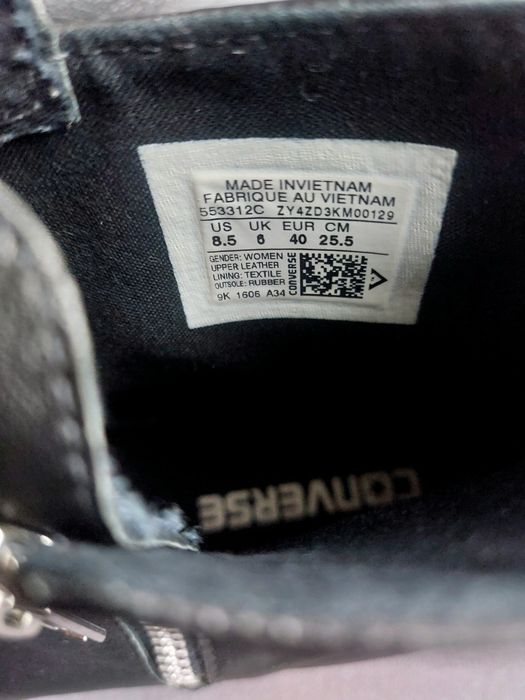 MADE INVIETNAM
FABRIQUE AU VIETNAM
553312C ZY4ZD3KM00129
US UK EUR CM
8.5 6 40 25.5
GENDER: WOMEN
UPPER LEATHER
LINING: TEXTILE
OUTSOLE: RUBBER
CONVERSE
9K 1606 A34
CONVERSE